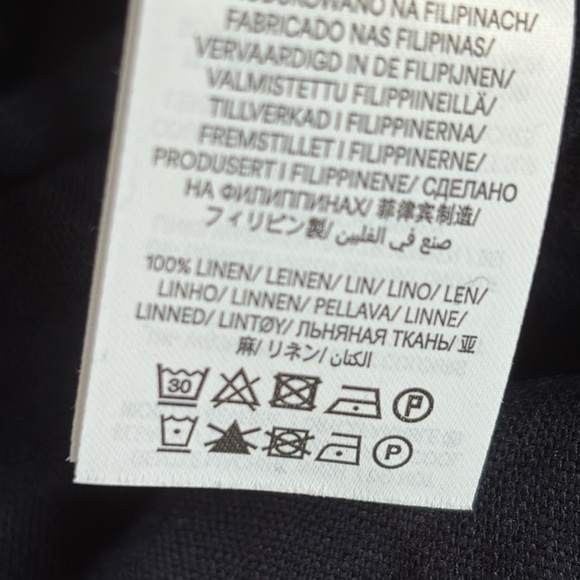 NA FILIPINACH/
FABRICADO NAS FILIPINAS/
VERVAARDIGD IN DE FILIPIJNEN/
VALMISTETTU FILIPPIINEILLÄ/
TILLVERKAD I FILIPPINERNA/
FREMSTILLET I FILIPPINERNE/
PRODUSERT I FILIPPINENE/ СДЕЛАНО
НА ФИЛИППИНАХ/ 菲律宾制造/
フィリピン製/ صنع في الفلبين
100% LINEN/ LEINEN/ LIN/ LINO/ LEN/
LINHO/ LINNEN/ PELLAVA/ LINNE/
LINNED/ LINTØY/ ЛЬНЯНАЯ ТКАНЬ/ 亚
麻/ リネン/ الكتان
30 P
P